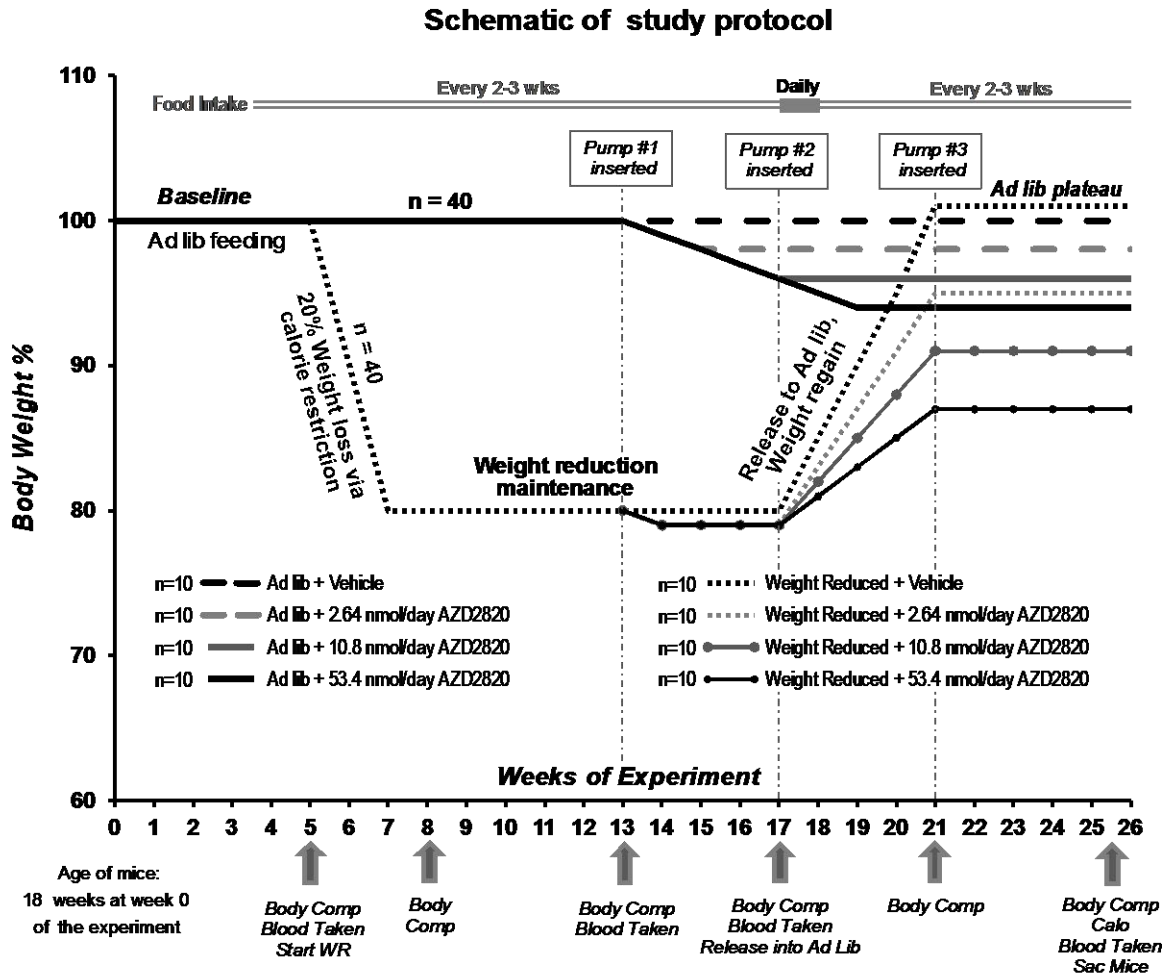 Schematic of study protocol
110
100
90
80
70
60
Body Weight %
Food Intake
Every 2-3 wks
Daily
Every 2-3 wks
Pump #1
inserted
Pump #2
inserted
Pump #3
inserted
Baseline
n = 40
Ad lib plateau
Ad lib feeding
n = 40
20% Weight loss via
calorie restriction
Release to Ad lib,
Weight regain
Weight reduction
maintenance
n=10 Ad lib + Vehicle
n=10 Ad lib + 2.64 nmol/day AZD2820
n=10 Ad lib + 10.8 nmol/day AZD2820
n=10 Ad lib + 53.4 nmol/day AZD2820
n=10 Weight Reduced + Vehicle
n=10 Weight Reduced + 2.64 nmol/day AZD2820
n=10 Weight Reduced + 10.8 nmol/day AZD2820
n=10 Weight Reduced + 53.4 nmol/day AZD2820
Weeks of Experiment
0 1 2 3 4 5 6 7 8 9 10 11 12 13 14 15 16 17 18 19 20 21 22 23 24 25 26
Age of mice:
18 weeks at week 0
of the experiment
Body Comp
Blood Taken
Start WR
Body
Comp
Body Comp
Blood Taken
Body Comp
Blood Taken
Release into Ad Lib
Body Comp
Body Comp
Calo
Blood Taken
Sac Mice